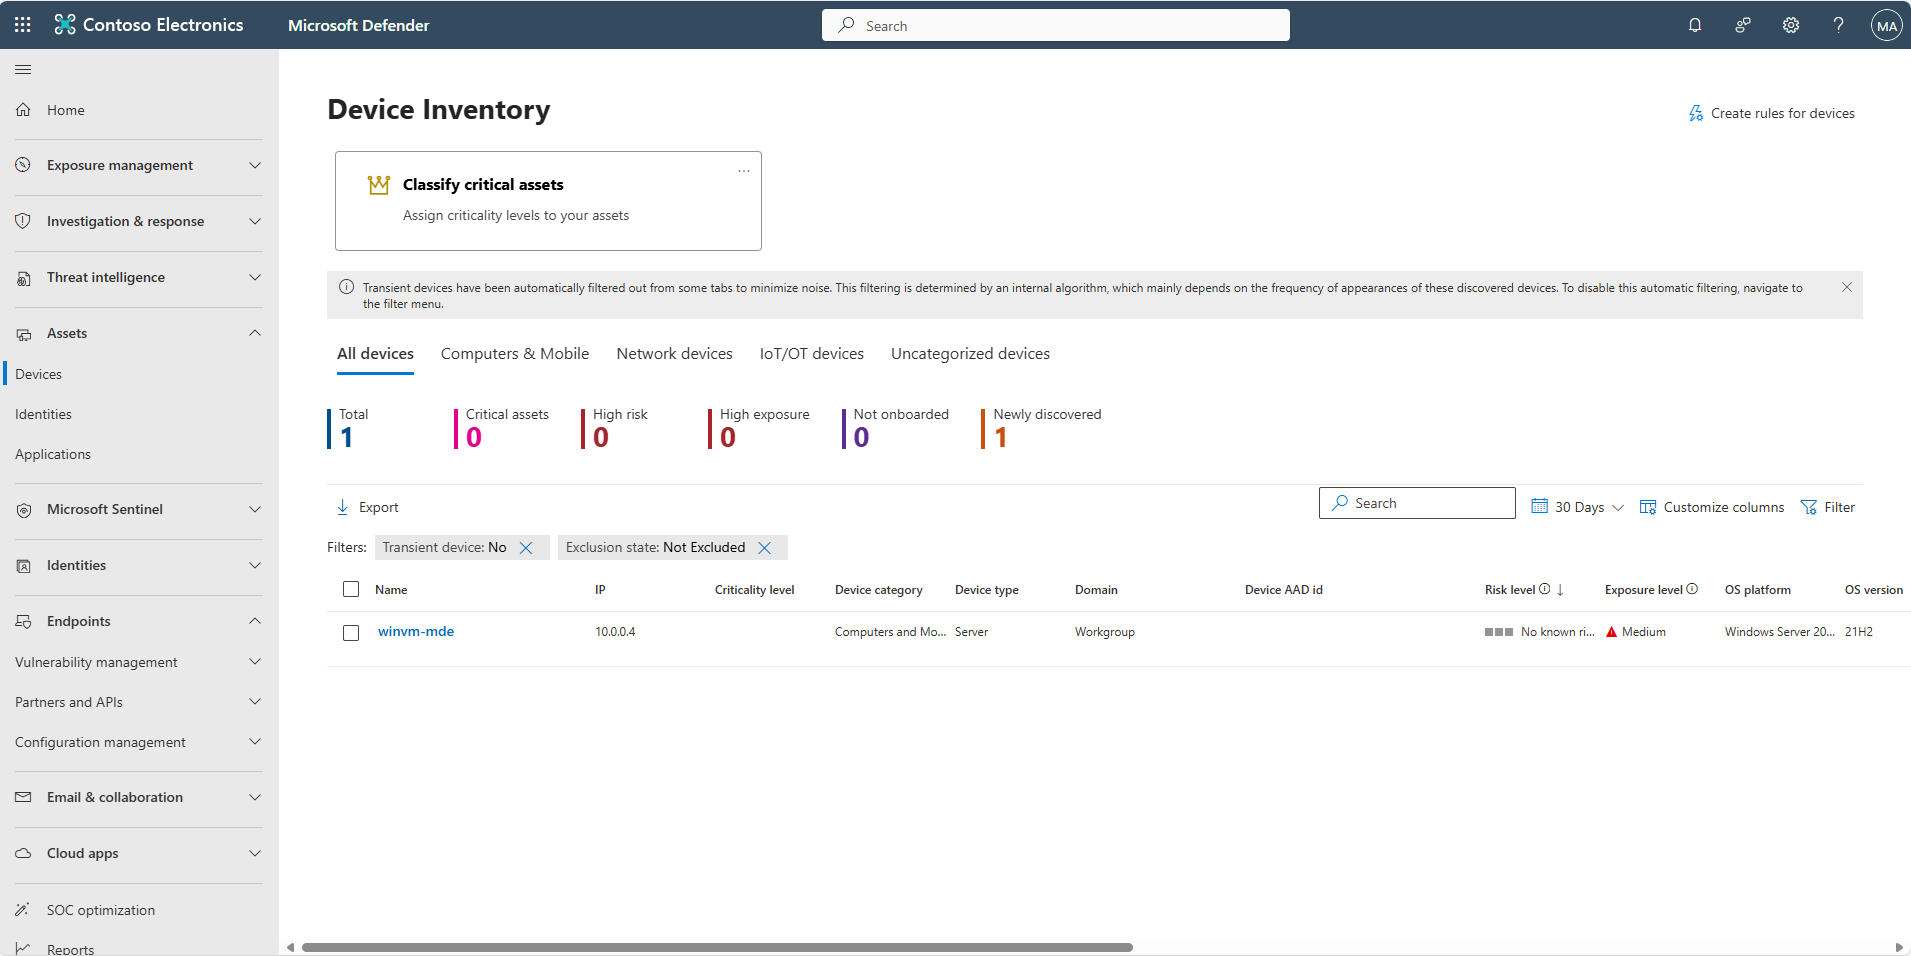 Contoso Electronics
Microsoft Defender
Search
MA
Home
Exposure management
Investigation & response
Threat intelligence
Assets
Devices
Identities
Applications
Microsoft Sentinel
Identities
Endpoints
Vulnerability management
Partners and APIs
Configuration management
Email & collaboration
Cloud apps
SOC optimization
Reports
Device Inventory
Create rules for devices
Classify critical assets
Assign criticality levels to your assets
Transient devices have been automatically filtered out from some tabs to minimize noise. This filtering is determined by an internal algorithm, which mainly depends on the frequency of appearances of these discovered devices. To disable this automatic filtering, navigate to
the filter menu.
All devices Computers & Mobile Network devices IoT/OT devices Uncategorized devices
Total Critical assets High risk High exposure Not onboarded Newly discovered
1 0 0 0 0 1
Export Search 30 Days Customize columns Filter
Filters: Transient device: No Exclusion state: Not Excluded
Name IP Criticality level Device category Device type Domain Device AAD id Risk level Exposure level OS platform OS version
winvm-mde 10.0.0.4 Computers and Mo... Server Workgroup No known ri... Medium Windows Server 20... 21H2